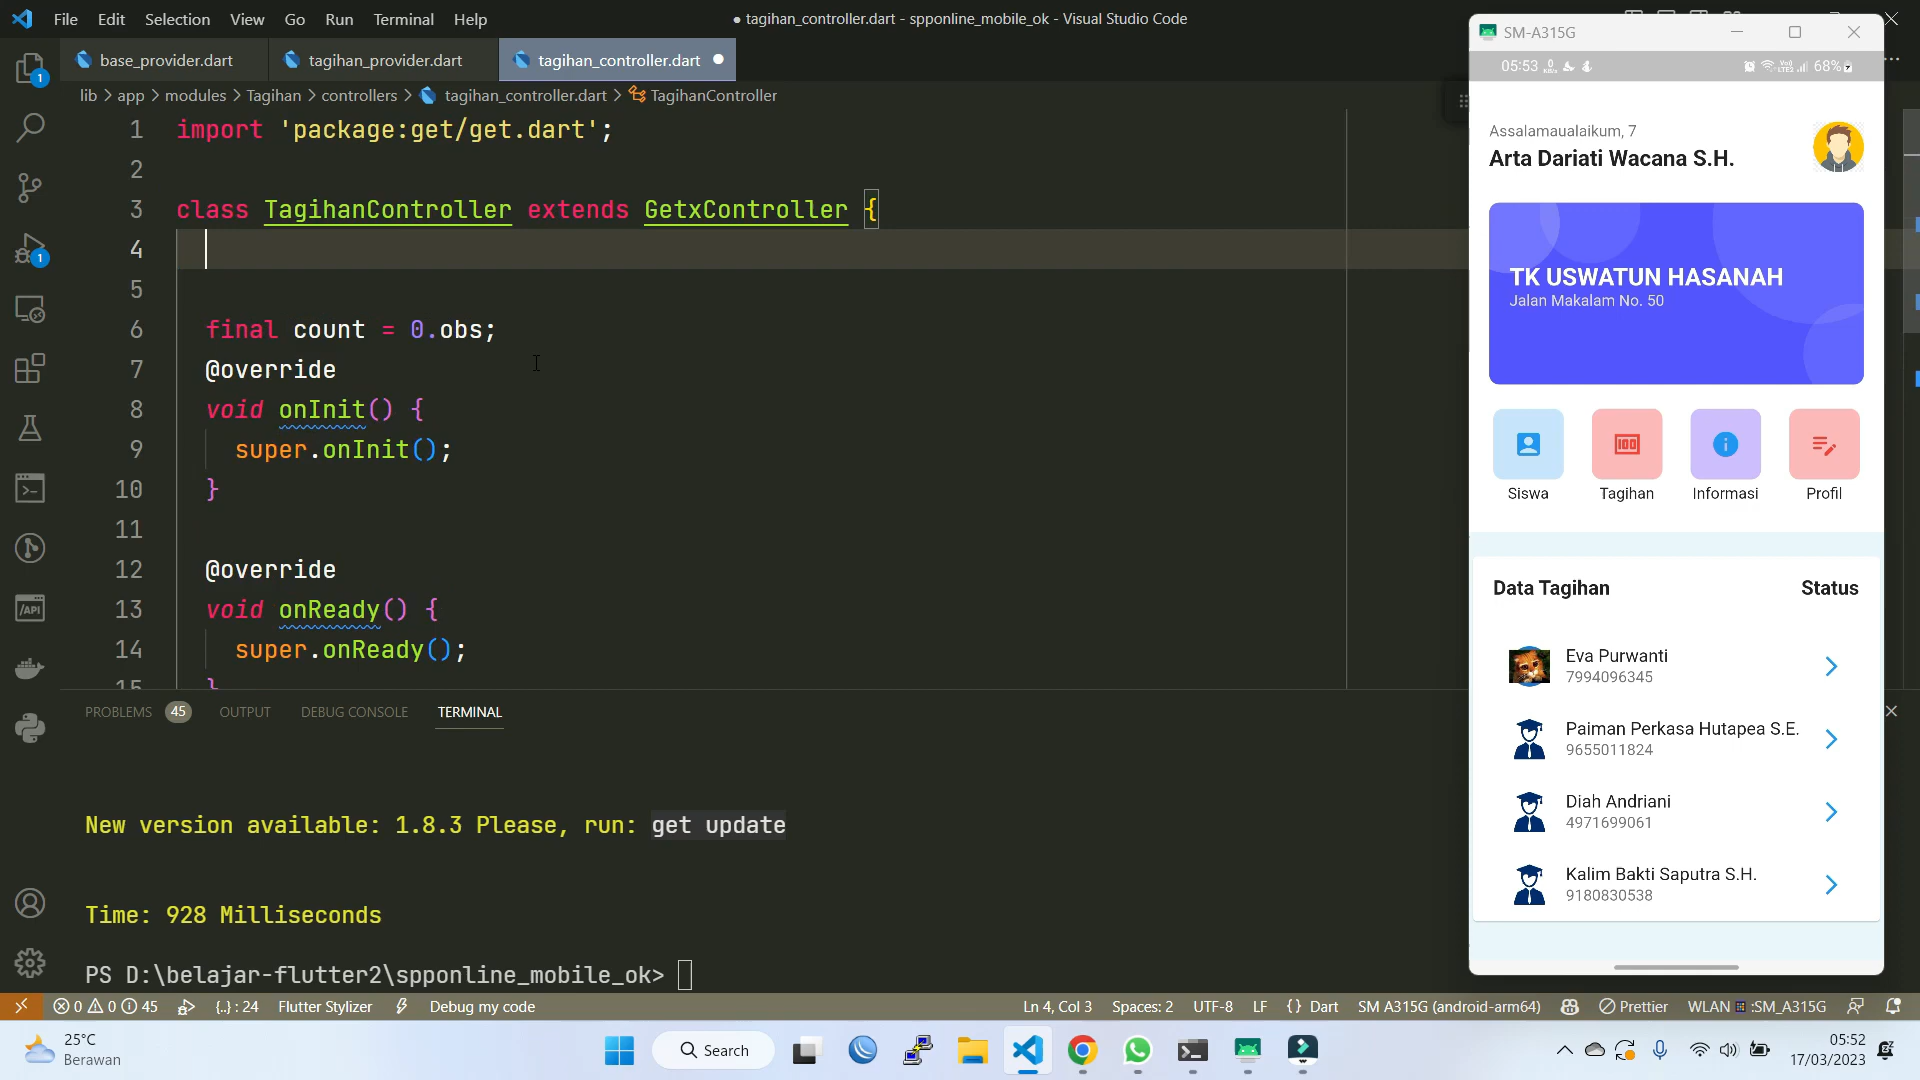 File Edit Selection View Go Run Terminal Help
● tagihan_controller.dart - spponline_mobile_ok - Visual Studio Code
base_provider.dart
tagihan_provider.dart
tagihan_controller.dart
lib > app > modules > Tagihan > controllers > tagihan_controller.dart > TagihanController
1 import 'package:get/get.dart';
2
3 class TagihanController extends GetxController {
4
5
6 final count = 0.obs;
7 @override
8 void onInit() {
9 super.onInit();
10 }
11
12 @override
13 void onReady() {
14 super.onReady();
15 }
PROBLEMS 45 OUTPUT DEBUG CONSOLE TERMINAL
New version available: 1.8.3 Please, run: get update
Time: 928 Milliseconds
PS D:\belajar-flutter2\spponline_mobile_ok>
1
1
/API
SM-A315G
05:53 68%
Assalamaualaikum, 7
Arta Dariati Wacana S.H.
TK USWATUN HASANAH
Jalan Makalam No. 50
Siswa Tagihan Informasi Profil
Data Tagihan Status
Eva Purwanti
7994096345
Paiman Perkasa Hutapea S.E.
9655011824
Diah Andriani
4971699061
Kalim Bakti Saputra S.H.
9180830538
0 0 45 {..} : 24 Flutter Stylizer Debug my code
Ln 4, Col 3 Spaces: 2 UTF-8 LF {} Dart SM A315G (android-arm64) Prettier WLAN :SM_A315G
25°C
Berawan
Search
05:52
17/03/2023